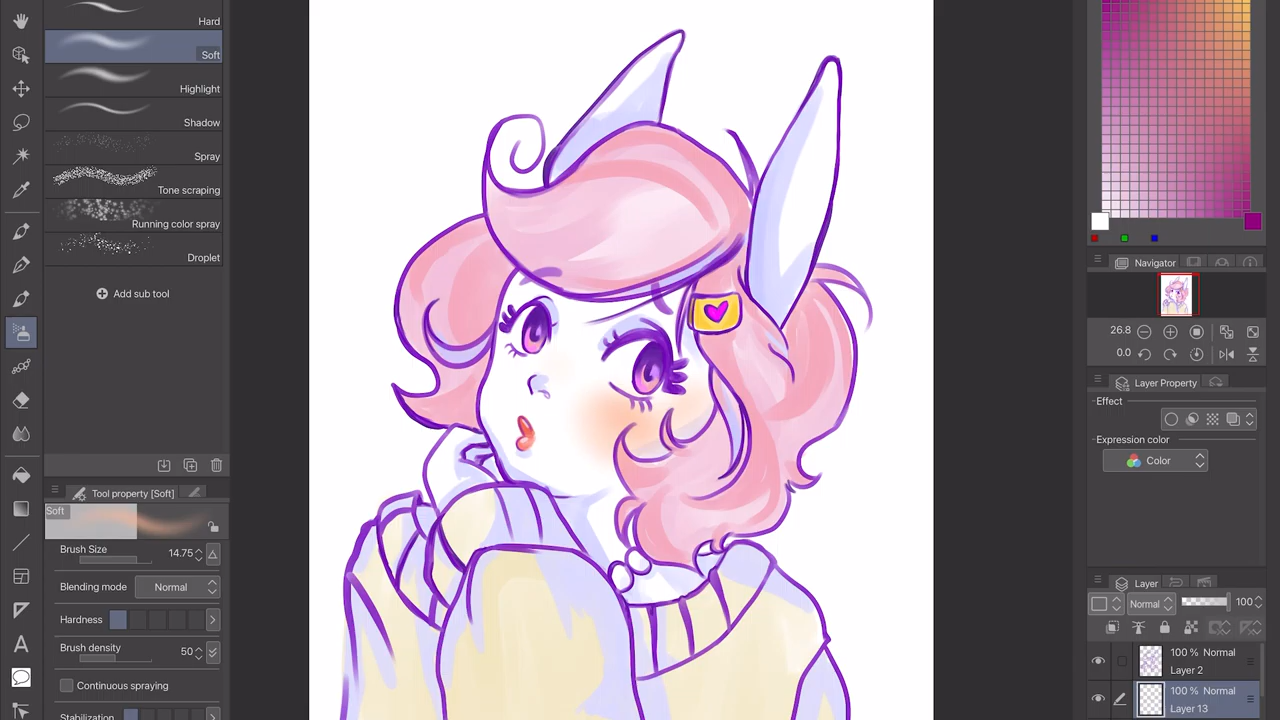 Hard
Soft
Highlight
Shadow
Spray
Tone scraping
Running color spray
Droplet
Add sub tool
Tool property [Soft]
Soft
Brush Size 14.75
Blending mode Normal
Hardness
Brush density 50
Continuous spraying
Stabilization
Navigator
26.8
0.0
Layer Property
Effect
Expression color
Color
Layer
Normal 100
100 % Normal
Layer 2
100 % Normal
Layer 13